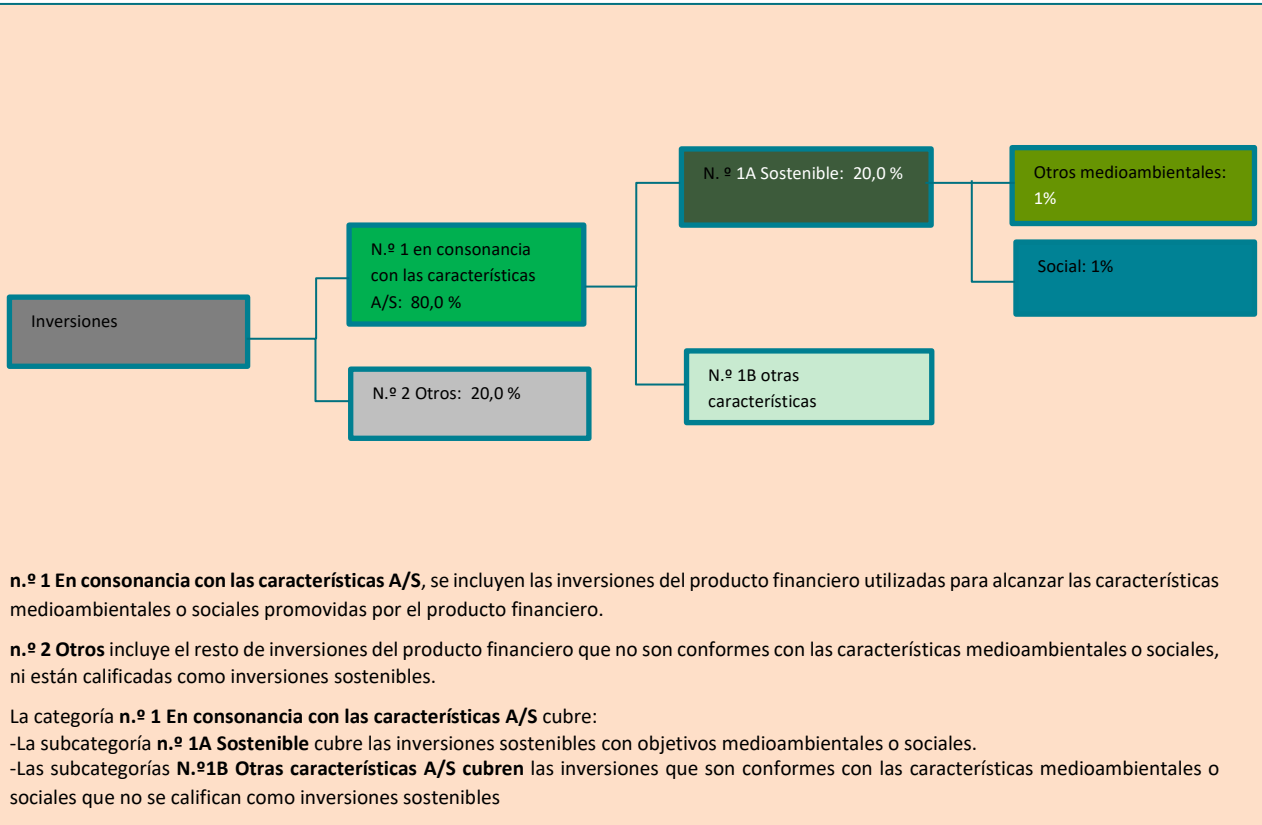 N. º 1A Sostenible: 20,0 %
Otros medioambientales:
1%
N.º 1 en consonancia
con las características
A/S: 80,0 %
Social: 1%
Inversiones
N.º 2 Otros: 20,0 %
N.º 1B otras
características
n.º 1 En consonancia con las características A/S, se incluyen las inversiones del producto financiero utilizadas para alcanzar las características
medioambientales o sociales promovidas por el producto financiero.
n.º 2 Otros incluye el resto de inversiones del producto financiero que no son conformes con las características medioambientales o sociales,
ni están calificadas como inversiones sostenibles.
La categoría n.º 1 En consonancia con las características A/S cubre:
-La subcategoría n.º 1A Sostenible cubre las inversiones sostenibles con objetivos medioambientales o sociales.
-Las subcategorías N.º1B Otras características A/S cubren las inversiones que son conformes con las características medioambientales o
sociales que no se califican como inversiones sostenibles